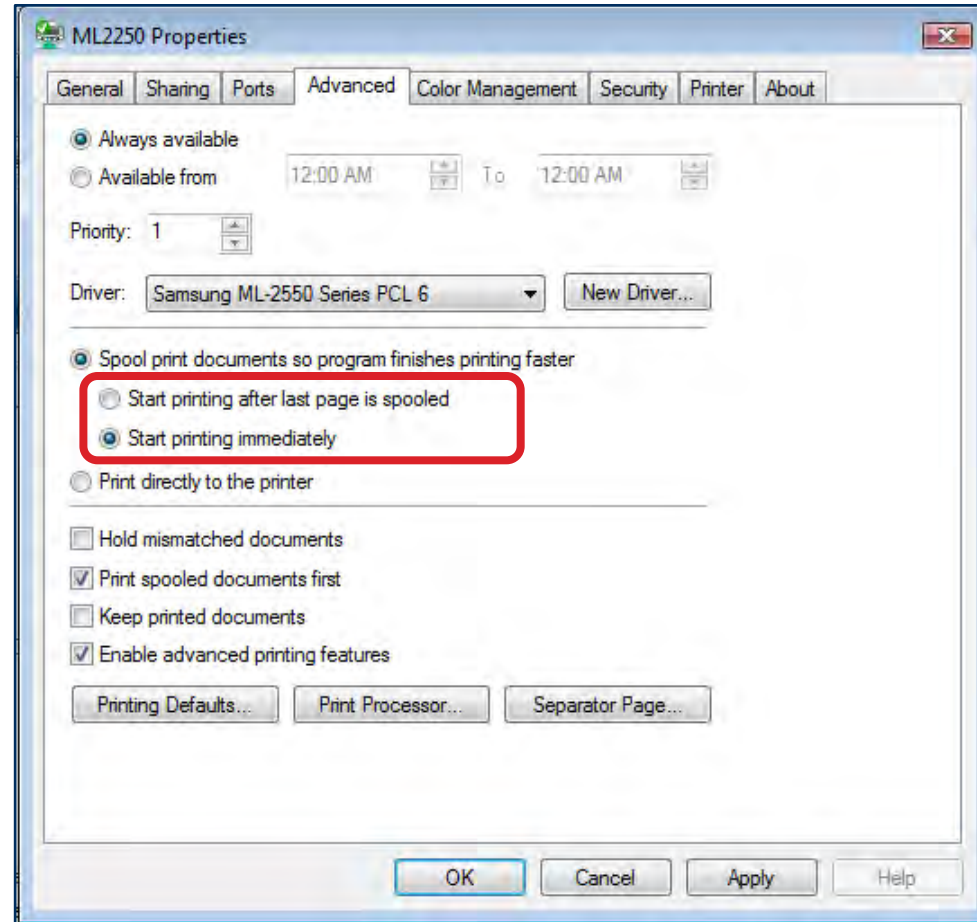 ML2250 Properties
General Sharing Ports Advanced Color Management Security Printer About
Always available
Available from 12:00 AM To 12:00 AM
Priority: 1
Driver: Samsung ML-2550 Series PCL 6 New Driver...
Spool print documents so program finishes printing faster
Start printing after last page is spooled
Start printing immediately
Print directly to the printer
Hold mismatched documents
Print spooled documents first
Keep printed documents
Enable advanced printing features
Printing Defaults... Print Processor... Separator Page...
OK Cancel Apply Help